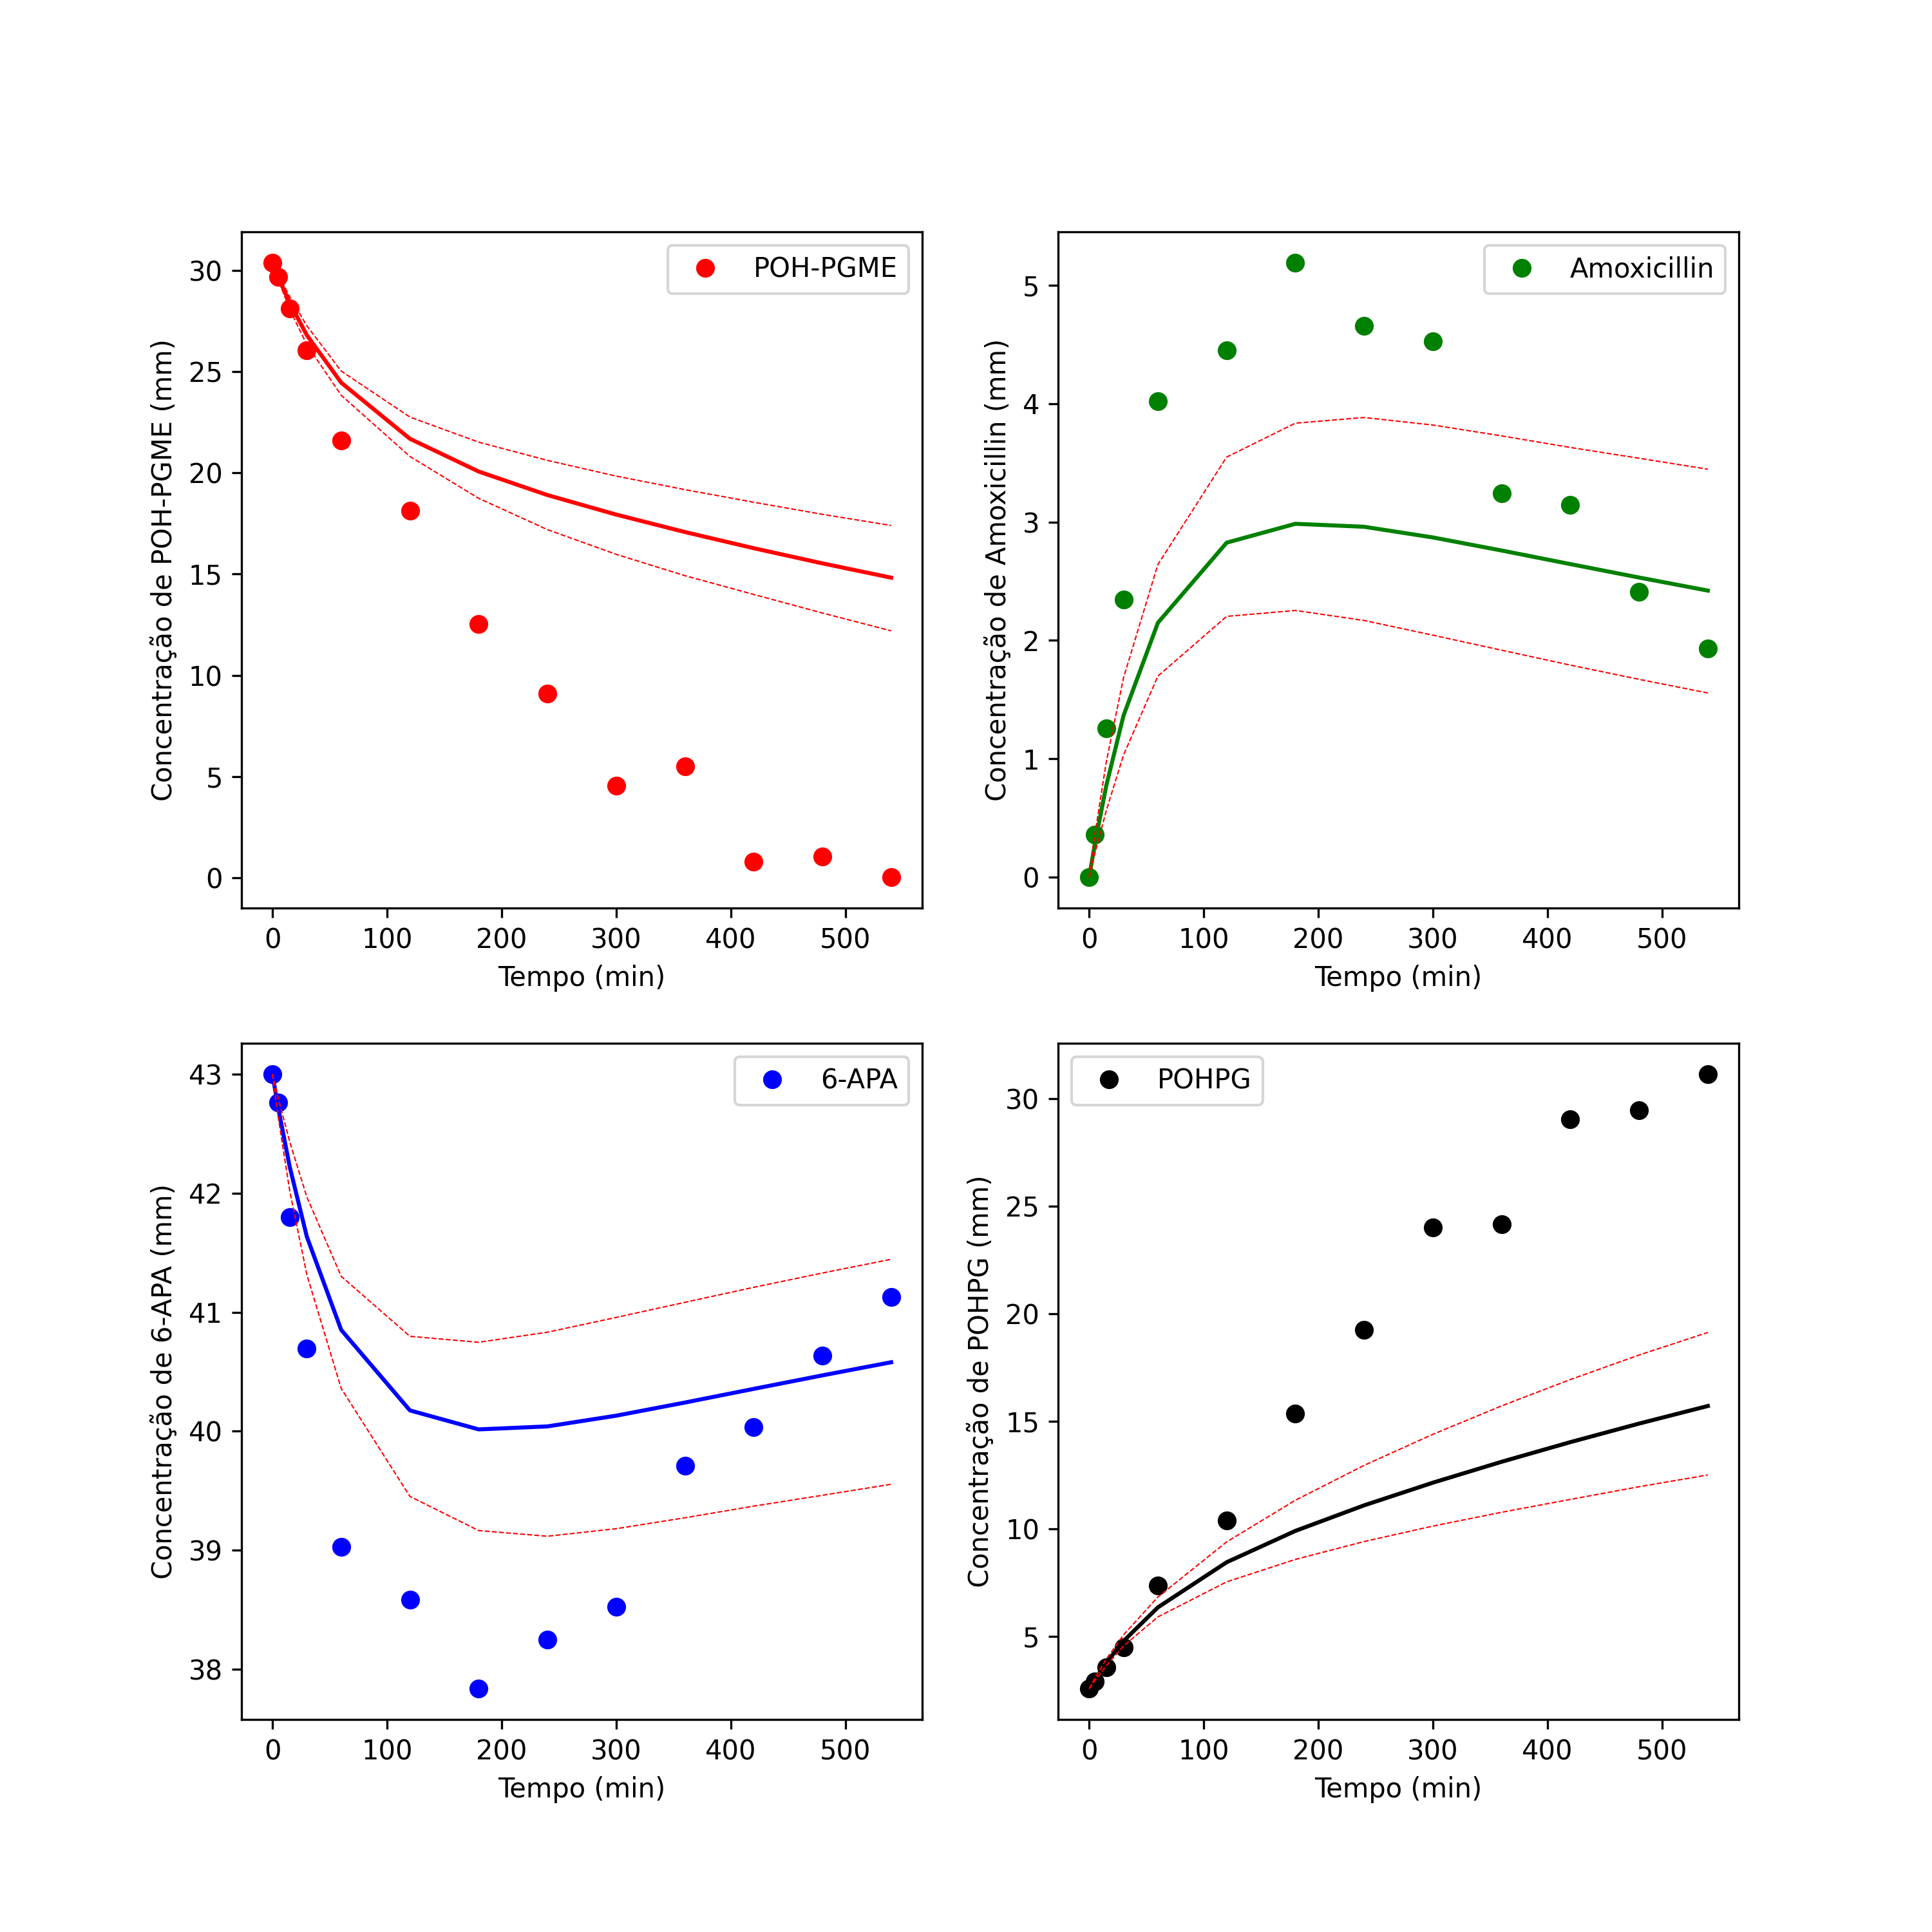 POH-PGME
Concentração de POH-PGME (mm)
30
25
20
15
10
5
0
0 100 200 300 400 500
Tempo (min)
Amoxicillin
Concentração de Amoxicillin (mm)
5
4
3
2
1
0
0 100 200 300 400 500
Tempo (min)
6-APA
Concentração de 6-APA (mm)
43
42
41
40
39
38
0 100 200 300 400 500
Tempo (min)
POHPG
Concentração de POHPG (mm)
30
25
20
15
10
5
0 100 200 300 400 500
Tempo (min)